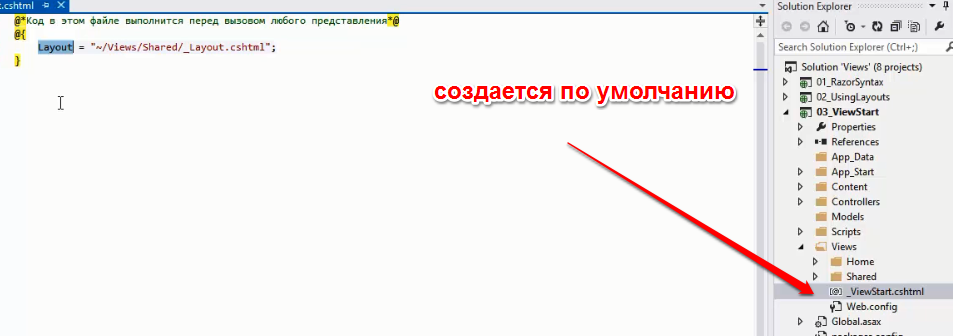 .cshtml
@*Код в этом файле выполнится перед вызовом любого представления*@
@{
Layout = "~/Views/Shared/_Layout.cshtml";
}
создается по умолчанию
Solution Explorer
Search Solution Explorer (Ctrl+;)
Solution 'Views' (8 projects)
01_RazorSyntax
02_UsingLayouts
03_ViewStart
Properties
References
App_Data
App_Start
Content
Controllers
Models
Scripts
Views
Home
Shared
_ViewStart.cshtml
Web.config
Global.asax
packages.config